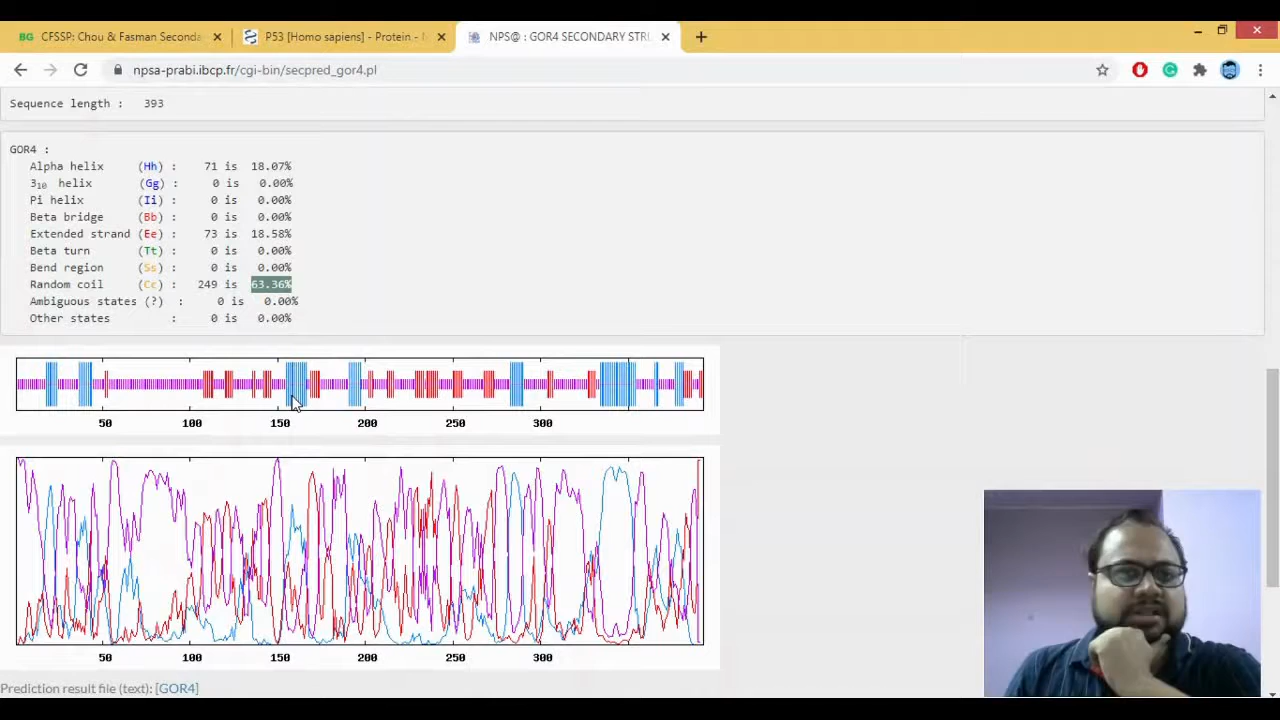 CFSSP: Chou & Fasman Seconda
P53 [Homo sapiens] - Protein -
NPS@ : GOR4 SECONDARY STRU
npsa-prabi.ibcp.fr/cgi-bin/secpred_gor4.pl
Sequence length : 393
GOR4 :
Alpha helix (Hh) : 71 is 18.07%
3₁₀ helix (Gg) : 0 is 0.00%
Pi helix (Ii) : 0 is 0.00%
Beta bridge (Bb) : 0 is 0.00%
Extended strand (Ee) : 73 is 18.58%
Beta turn (Tt) : 0 is 0.00%
Bend region (Ss) : 0 is 0.00%
Random coil (Cc) : 249 is 63.36%
Ambiguous states (?) : 0 is 0.00%
Other states : 0 is 0.00%
50 100 150 200 250 300
50 100 150 200 250 300
Prediction result file (text): [GOR4]